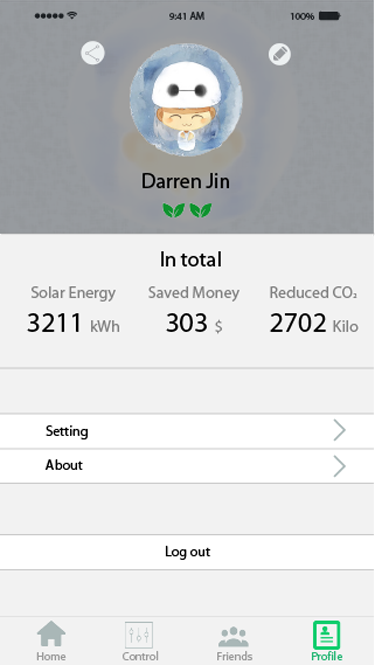 9:41 AM 100%
Darren Jin
In total
Solar Energy Saved Money Reduced CO₂
3211 kWh 303 $ 2702 Kilo
Setting
About
Log out
Home Control Friends Profile